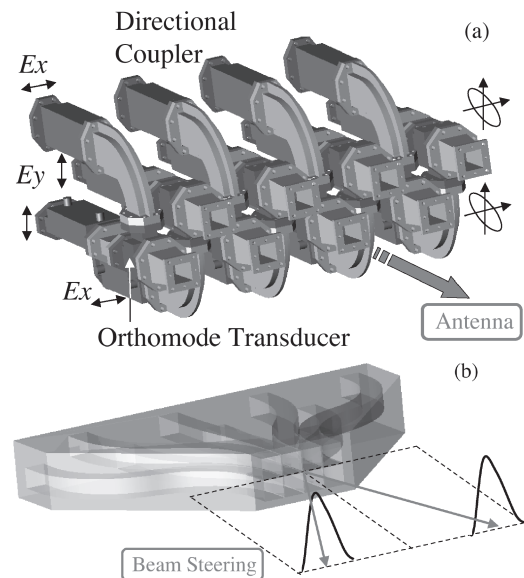 Directional
Coupler
(a)
Ex
Ey
Ex
Orthomode Transducer
Antenna
(b)
Beam Steering